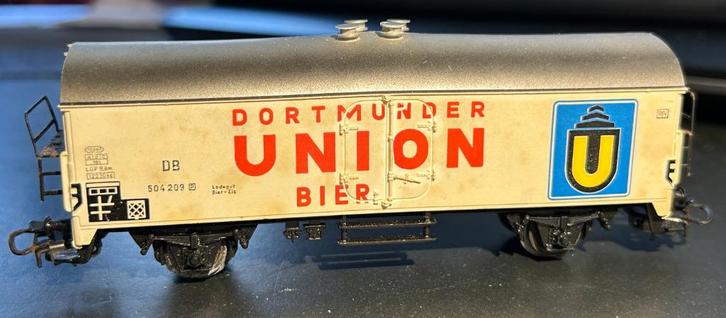 DORTMUNDER
UNION
BIER
U
DB
504 209 P